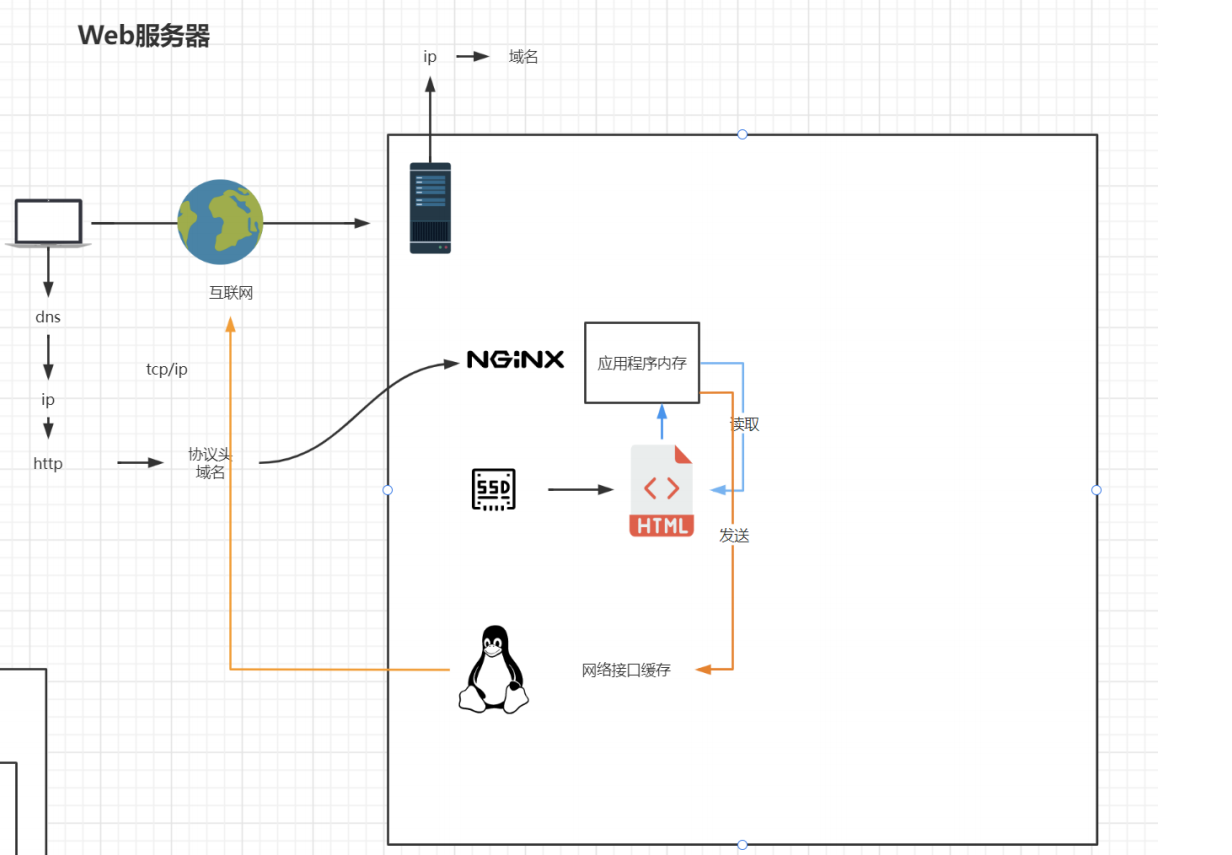 Web服务器
ip
域名
互联网
dns
tcp/ip
ip
http
协议头
域名
NGiNX
应用程序内存
读取
SSD
HTML
发送
网络接口缓存